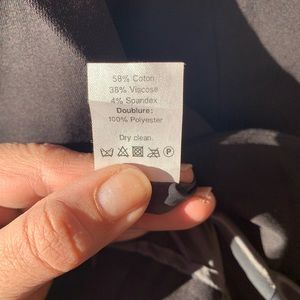 58% Coton
38% Viscose
4% Spandex
Doublure:
100% Polyester
Dry clean.
P